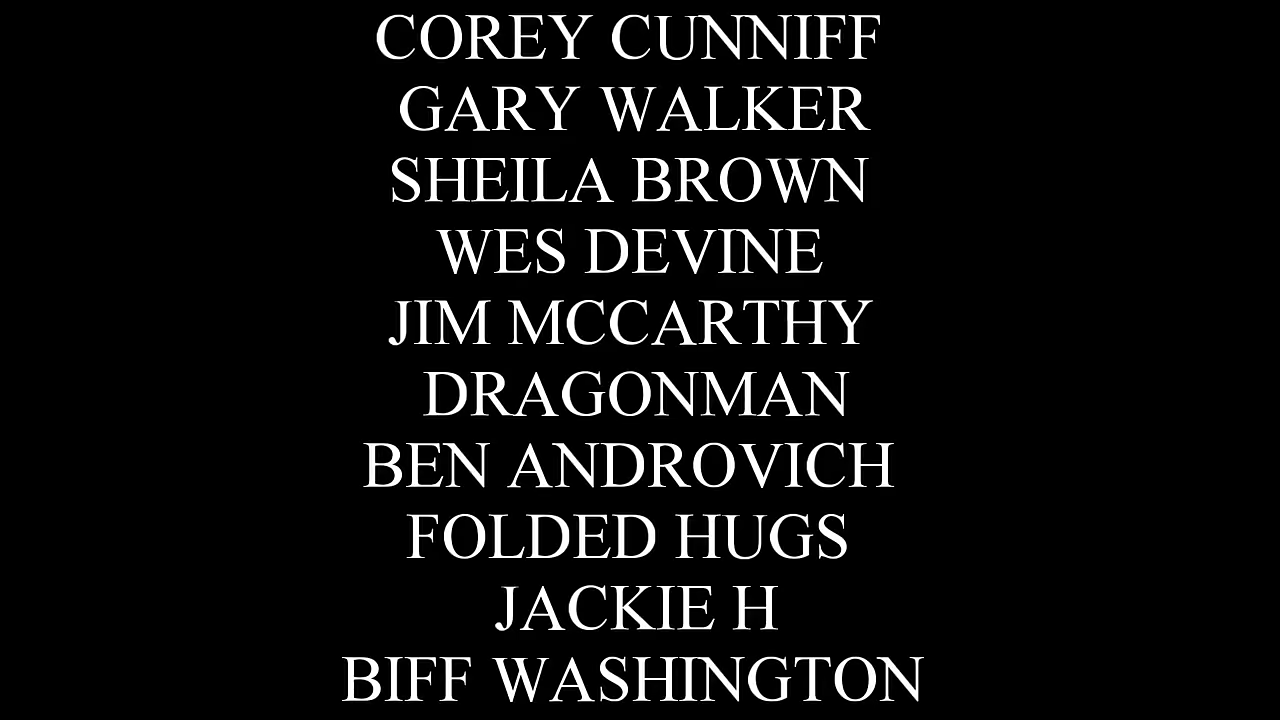 COREY CUNNIFF
GARY WALKER
SHEILA BROWN
WES DEVINE
JIM MCCARTHY
DRAGONMAN
BEN ANDROVICH
FOLDED HUGS
JACKIE H
BIFF WASHINGTON